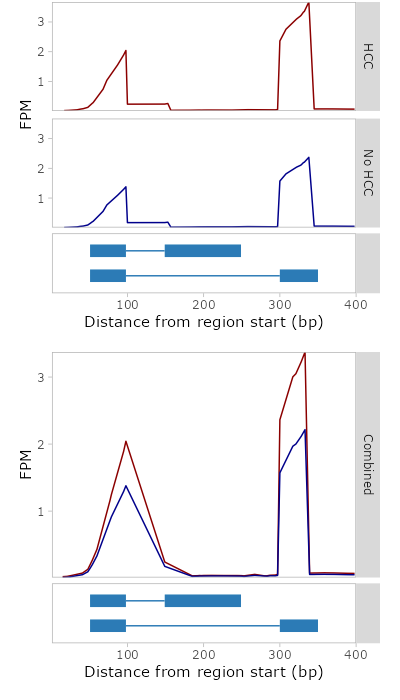 3
2
1
HCC
FPM
3
2
1
No HCC
100
200
300
400
Distance from region start (bp)
3
2
1
FPM
Combined
100
200
300
400
Distance from region start (bp)